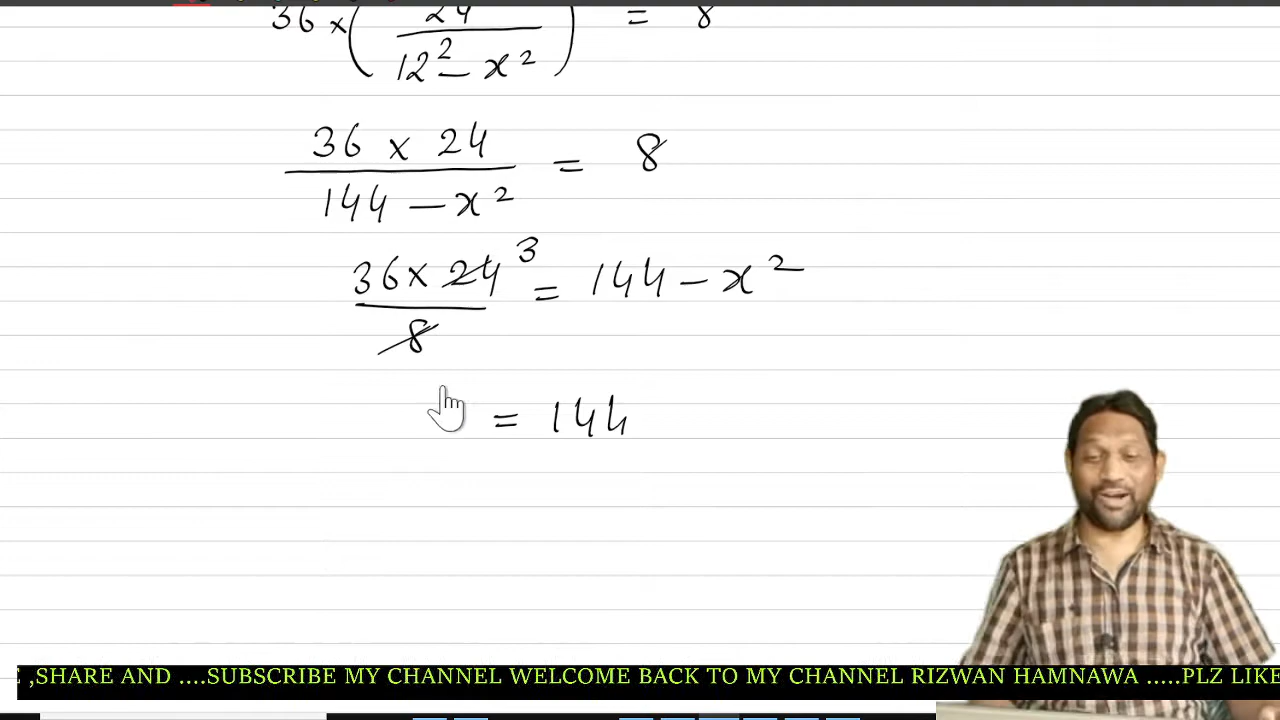 36 × ( 24 / 12² − x² ) = 8
36 × 24 / 144 − x² = 8
36 × 24 3 / 8 = 144 − x²
= 144
,SHARE AND ....SUBSCRIBE MY CHANNEL WELCOME BACK TO MY CHANNEL RIZWAN HAMNAWA .....PLZ LIKE